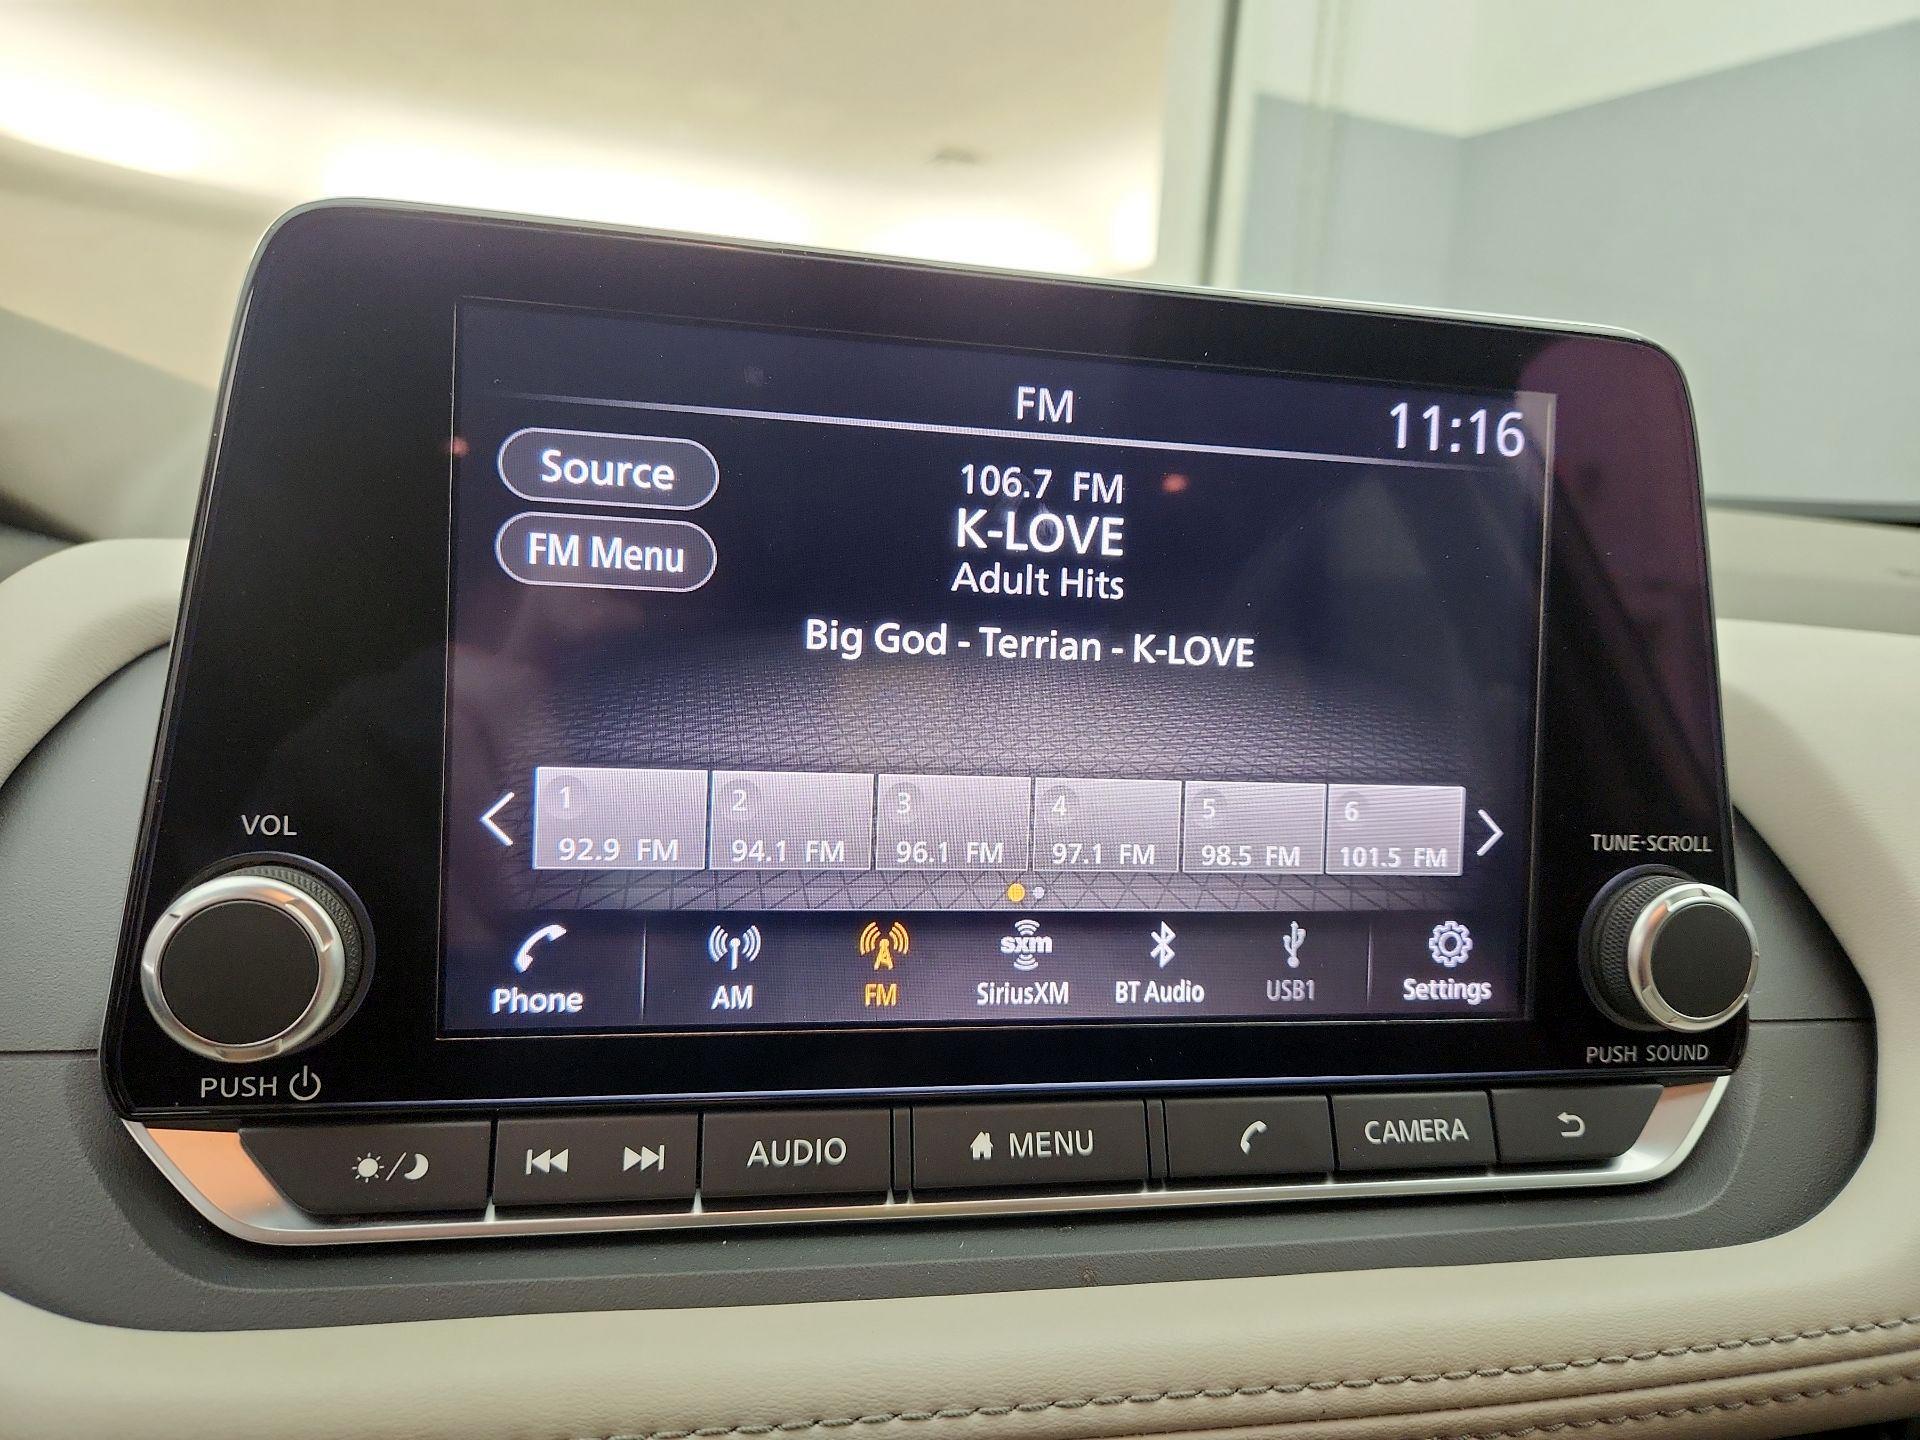 FM
11:16
Source
106.7 FM
K-LOVE
FM Menu
Adult Hits
Big God - Terrian - K-LOVE
1 2 3 4 5 6
92.9 FM 94.1 FM 96.1 FM 97.1 FM 98.5 FM 101.5 FM
VOL
TUNE·SCROLL
sxm
Phone AM FM SiriusXM BT Audio USB1 Settings
PUSH
PUSH SOUND
AUDIO MENU CAMERA